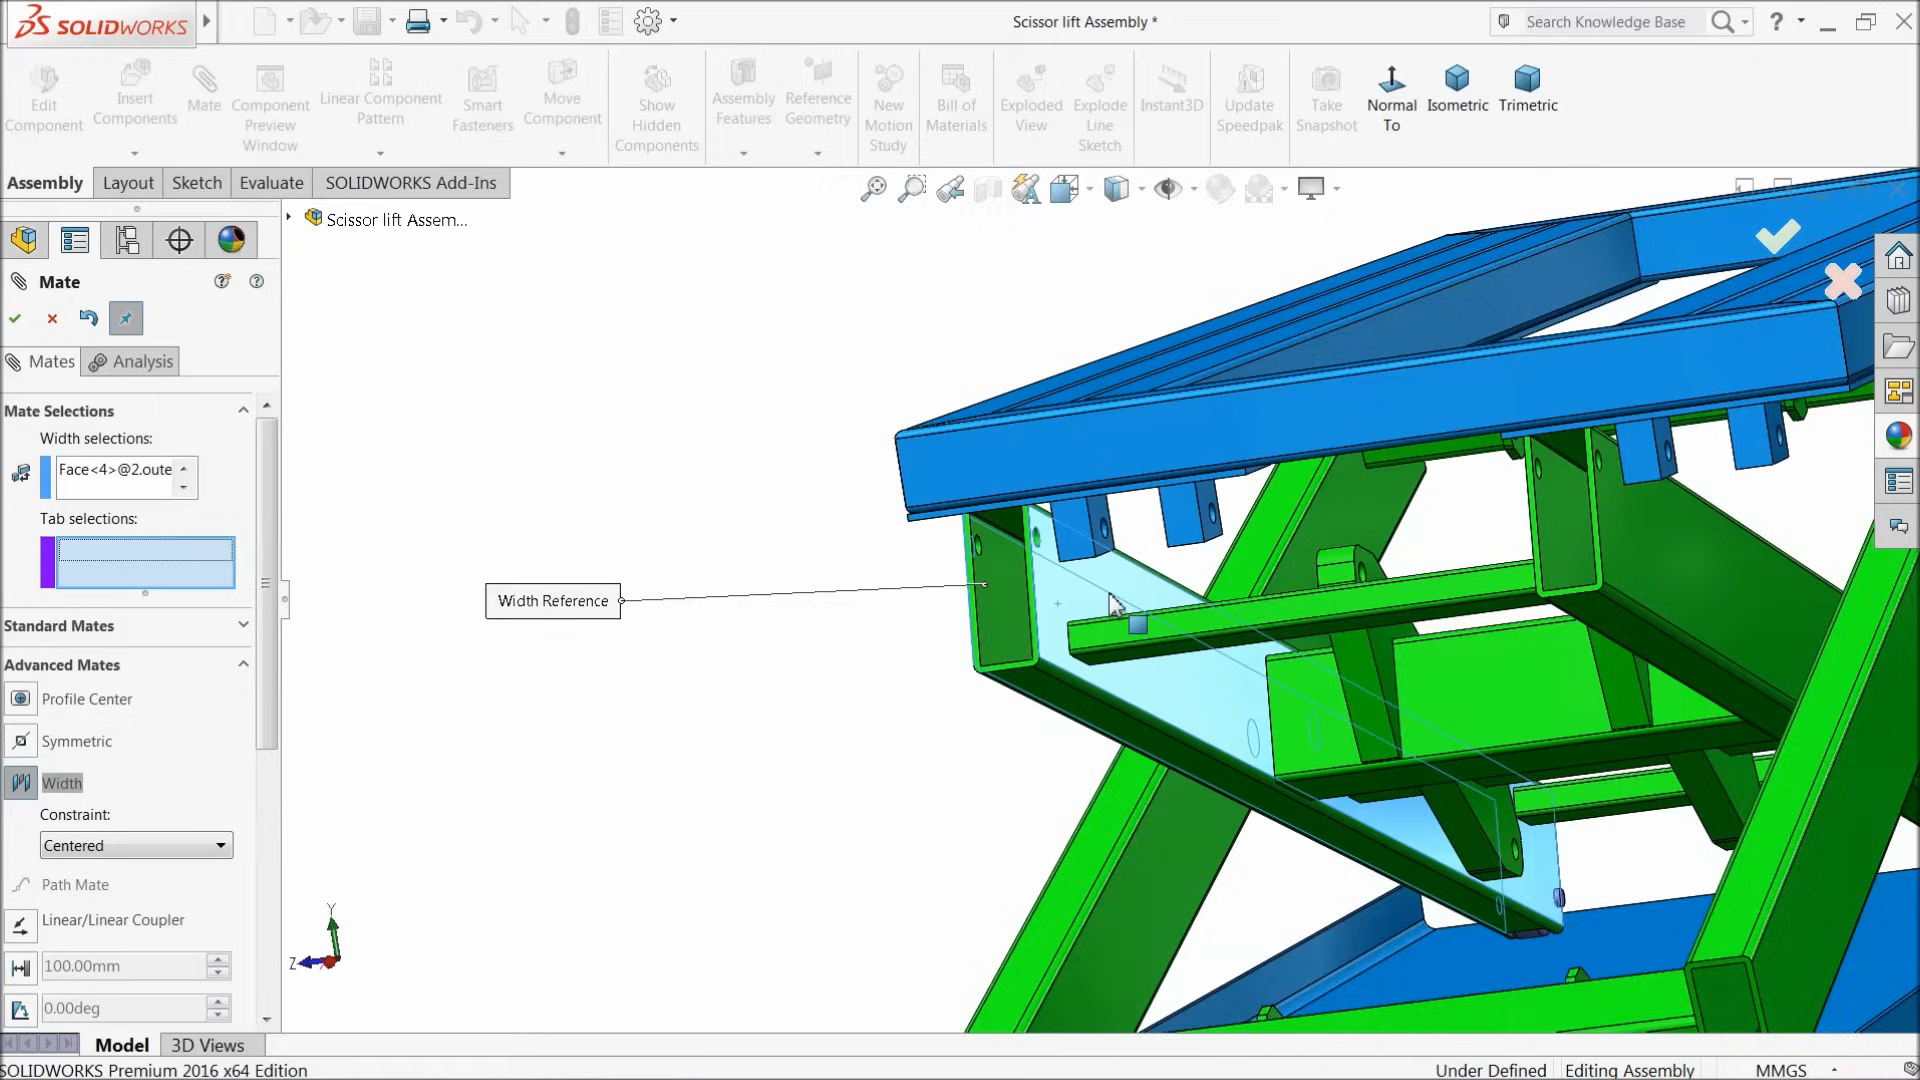 SOLIDWORKS
Scissor lift Assembly *
Search Knowledge Base
?
Edit Component
Insert Components
Mate
Component Preview Window
Linear Component Pattern
Smart Fasteners
Move Component
Show Hidden Components
Assembly Features
Reference Geometry
New Motion Study
Bill of Materials
Exploded View
Explode Line Sketch
Instant3D
Update Speedpak
Take Snapshot
Normal To
Isometric
Trimetric
Assembly
Layout
Sketch
Evaluate
SOLIDWORKS Add-Ins
Scissor lift Assem...
Mate
Mates
Analysis
Mate Selections
Width selections:
Face<4>@2.oute
Tab selections:
Standard Mates
Advanced Mates
Profile Center
Symmetric
Width
Constraint:
Centered
Path Mate
Linear/Linear Coupler
100.00mm
0.00deg
Width Reference
Y
Z
Model
3D Views
SOLIDWORKS Premium 2016 x64 Edition
Under Defined
Editing Assembly
MMGS